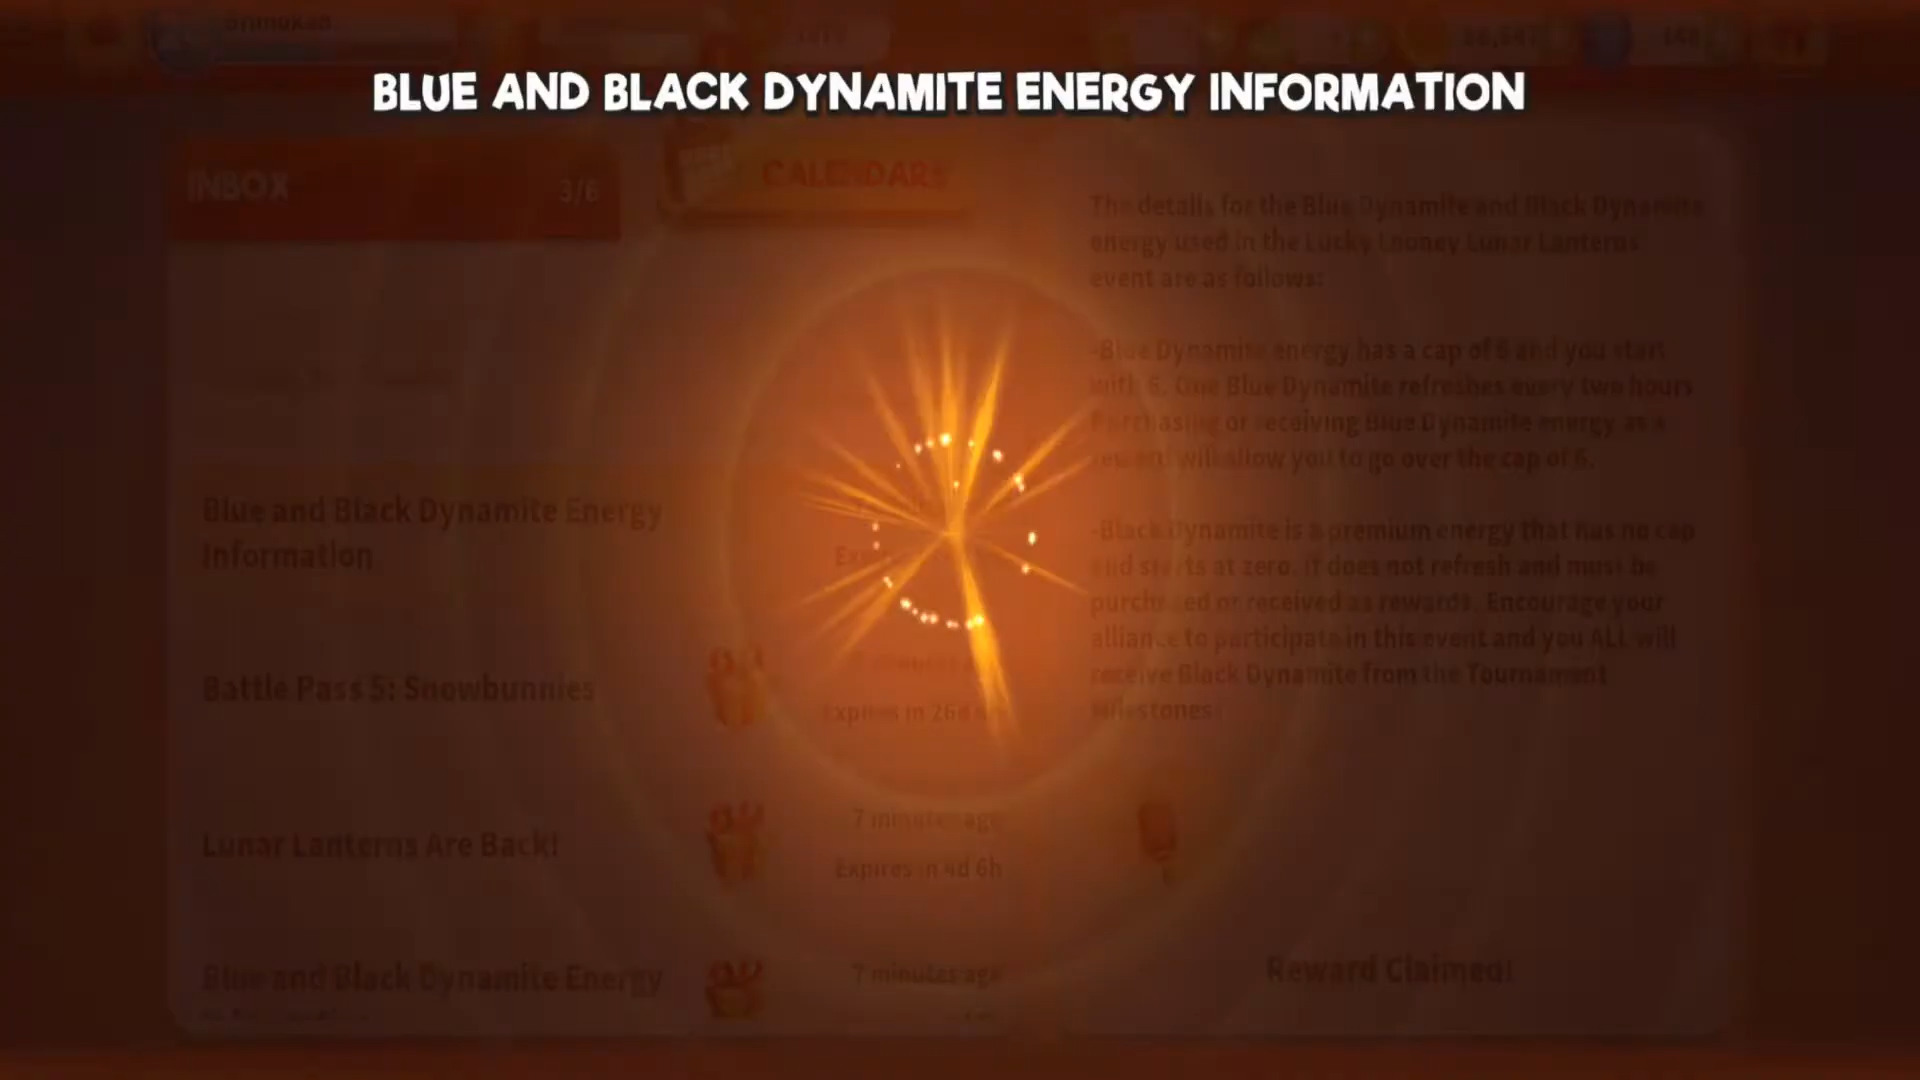 BLUE AND BLACK DYNAMITE ENERGY INFORMATION
INBOX 3/6
CALENDARS
The details for the Blue Dynamite and Black Dynamite
energy used in the Lucky Looney Lunar Lanterns
event are as follows:
-Blue Dynamite energy has a cap of 6 and you start
with 6. One Blue Dynamite refreshes every two hours
Purchasing or receiving Blue Dynamite energy as a
reward will allow you to go over the cap of 6.
-Black Dynamite is a premium energy that has no cap
and starts at zero. It does not refresh and must be
purchased or received as rewards. Encourage your
alliance to participate in this event and you ALL will
receive Black Dynamite from the Tournament
Milestones.
Reward Claimed!
Blue and Black Dynamite Energy
Information
Battle Pass 5: Snowbunnies
Expires in 26d
Lunar Lanterns Are Back!
7 minutes ago
Expires in 4d 6h
Blue and Black Dynamite Energy
7 minutes ago